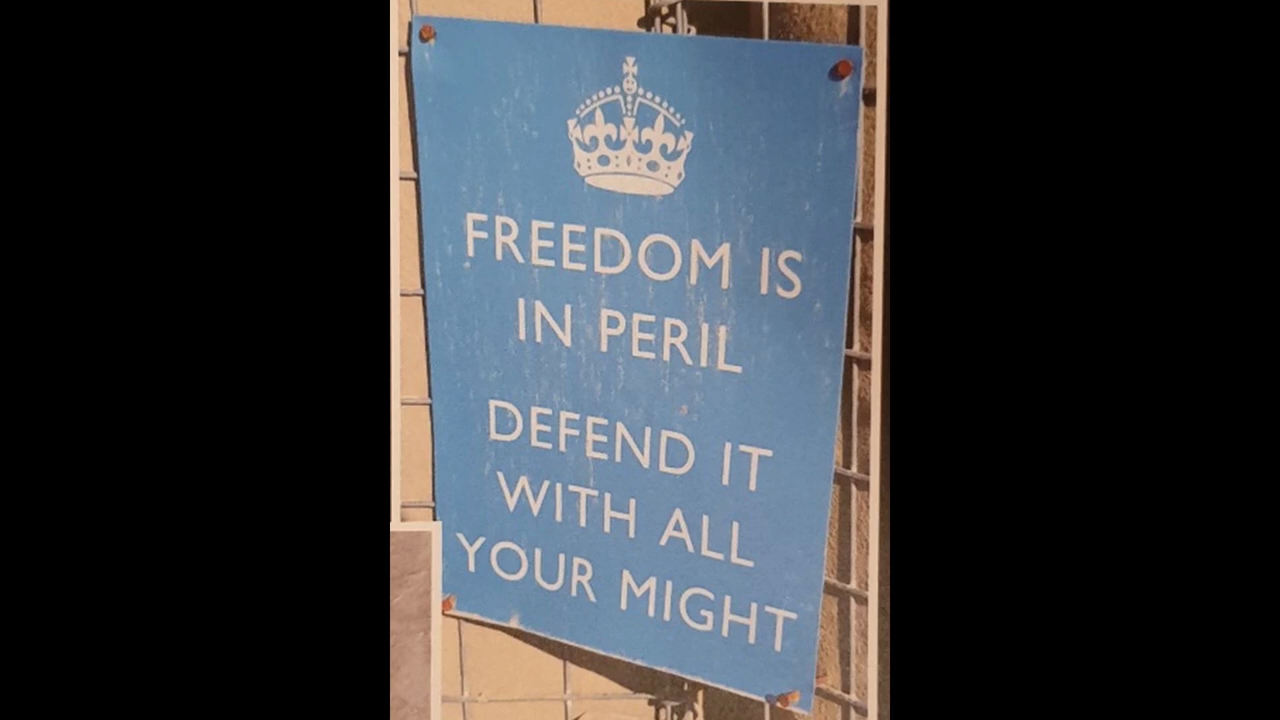 FREEDOM IS
IN PERIL
DEFEND IT
WITH ALL
YOUR MIGHT